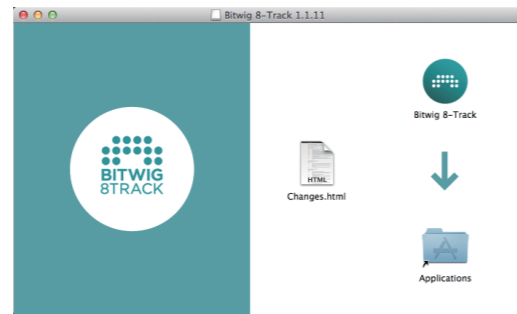 Bitwig 8-Track 1.1.11
BITWIG
8TRACK
HTML
Changes.html
Bitwig 8-Track
Applications